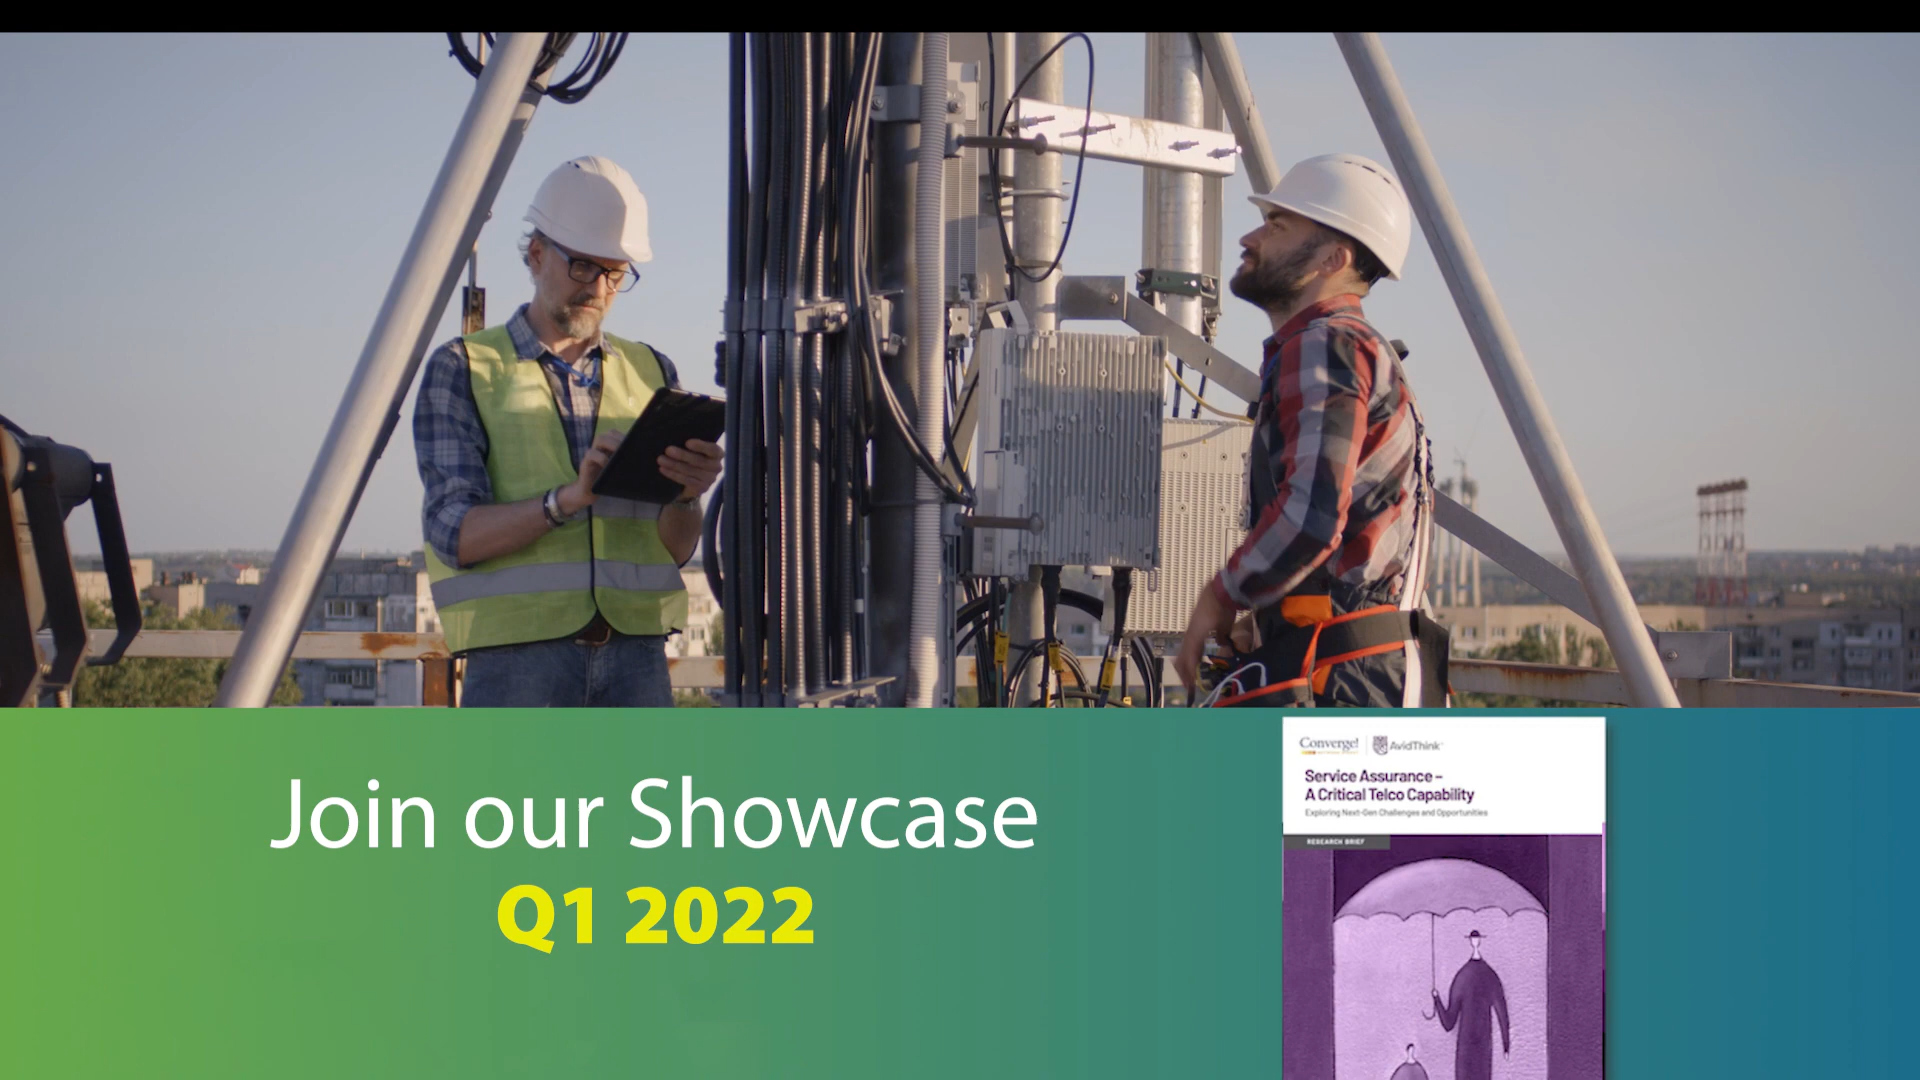 Join our Showcase
Q1 2022
Converge!
AvidThink
Service Assurance –
A Critical Telco Capability
Exploring Next-Gen Challenges and Opportunities
RESEARCH BRIEF